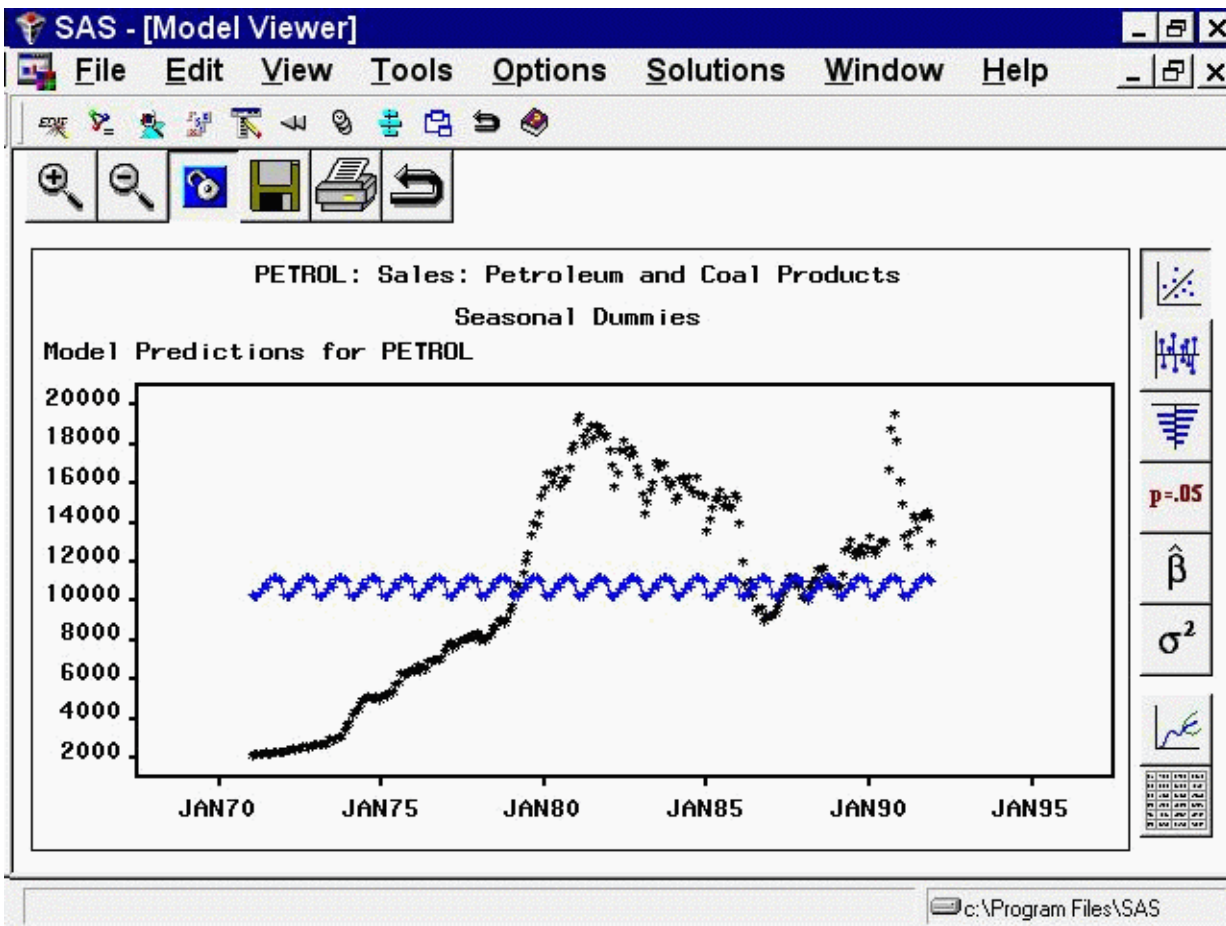 SAS - [Model Viewer]
File Edit View Tools Options Solutions Window Help
PETROL: Sales: Petroleum and Coal Products
Seasonal Dummies
Model Predictions for PETROL
20000
18000
16000
14000
12000
10000
8000
6000
4000
2000
JAN70 JAN75 JAN80 JAN85 JAN90 JAN95
p=.05
β̂
σ²
c:\Program Files\SAS